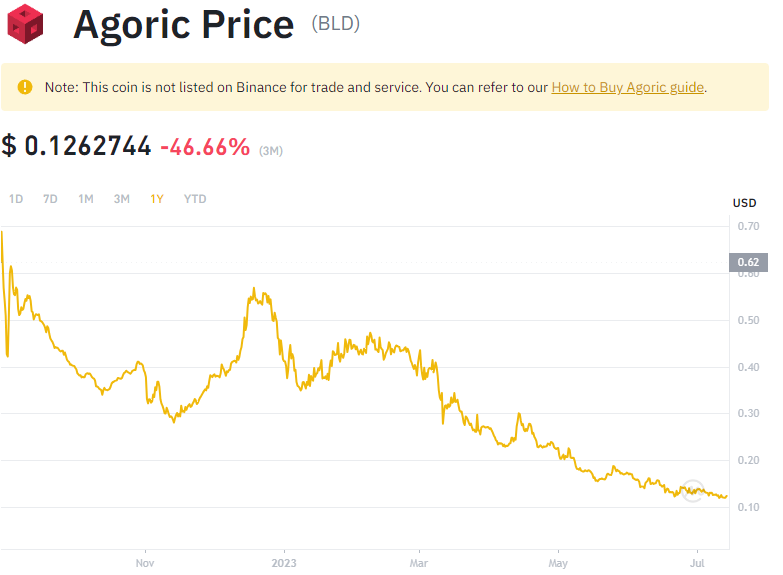 Agoric Price (BLD)
Note: This coin is not listed on Binance for trade and service. You can refer to our How to Buy Agoric guide.
$ 0.1262744 -46.66% (3M)
1D 7D 1M 3M 1Y YTD
USD
0.70
0.62
0.60
0.50
0.40
0.30
0.20
0.10
Nov 2023 Mar May Jul